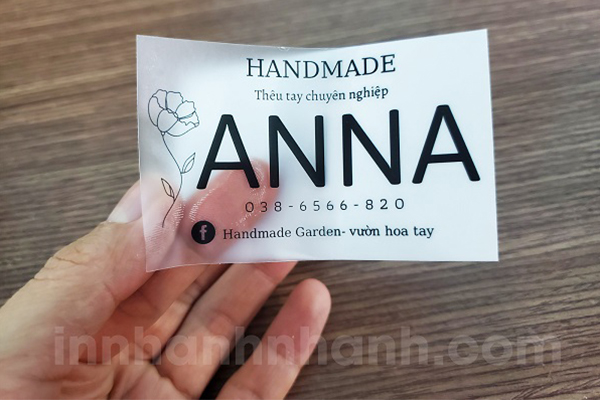 HANDMADE
Thêu tay chuyên nghiệp
ANNA
038-6566-820
f Handmade Garden- vườn hoa tay
innhanhnhanh.com